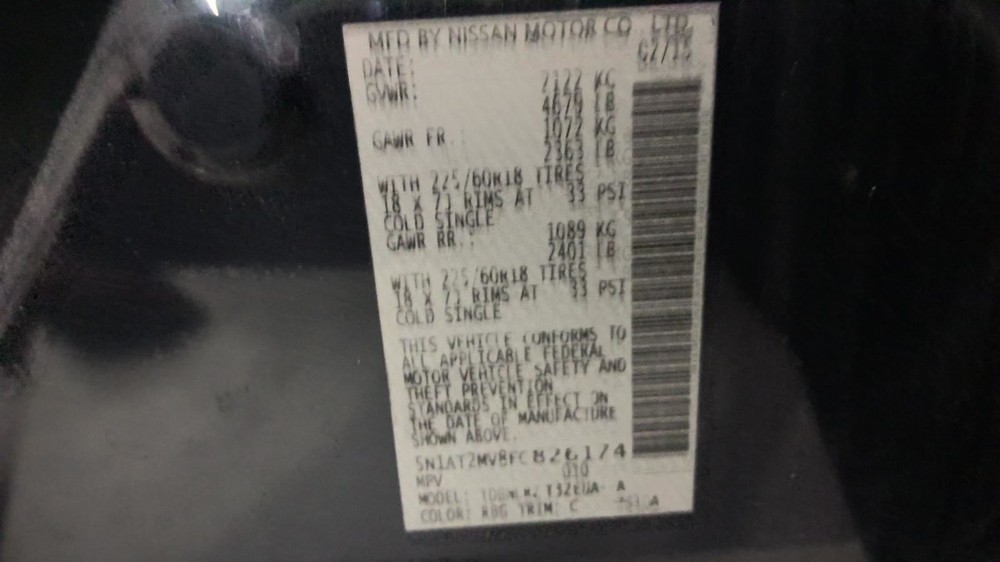 MFD BY NISSAN MOTOR CO., LTD.
DATE: 02/15
GVWR: 2122 KG
4679 LB
GAWR FR.: 1072 KG
2363 LB
WITH 225/60R18 TIRES
18 X 7J RIMS AT 33 PSI
COLD SINGLE
GAWR RR.: 1089 KG
2401 LB
WITH 225/60R18 TIRES
18 X 7J RIMS AT 33 PSI
COLD SINGLE
THIS VEHICLE CONFORMS TO
ALL APPLICABLE FEDERAL
MOTOR VEHICLE SAFETY AND
THEFT PREVENTION
STANDARDS IN EFFECT ON
THE DATE OF MANUFACTURE
SHOWN ABOVE.
5N1AT2MV8FC826174
MPV 010
MODEL: A
COLOR: RBG TRIM: C A